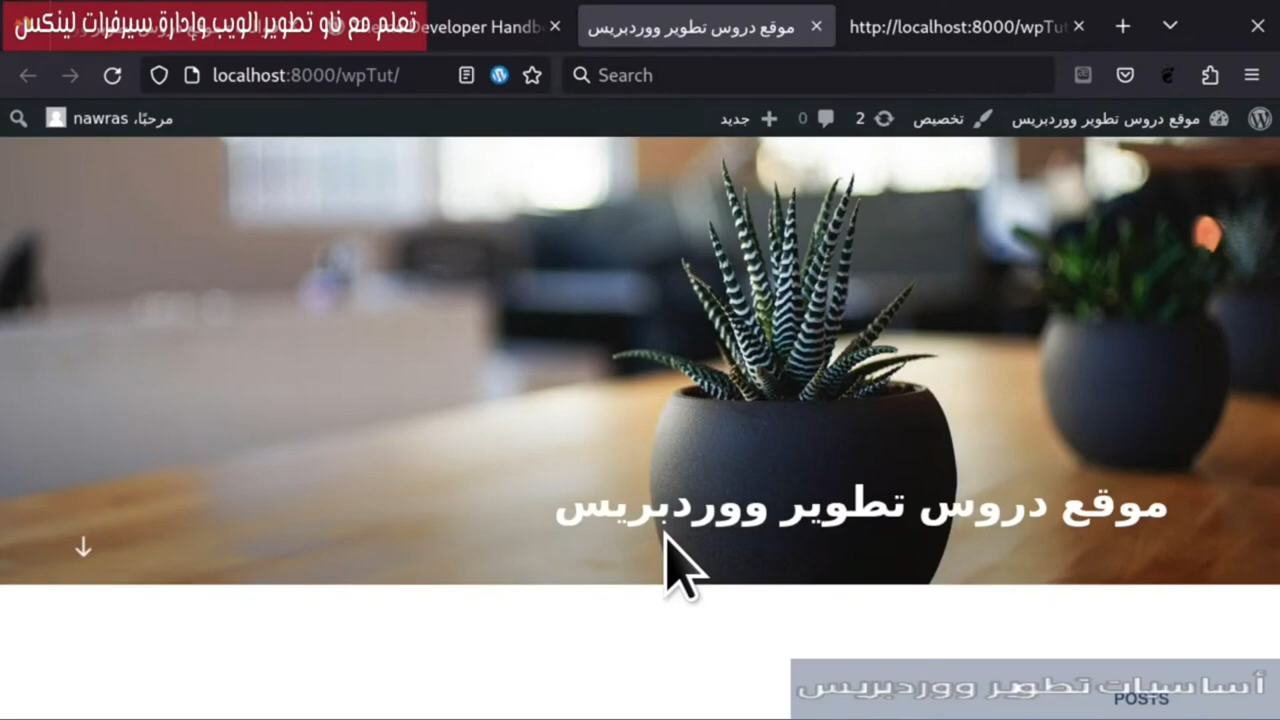 تعلم مع ناو تطوير الويب وإدارة سيرفرات لينكس
Developer Handb
موقع دروس تطوير ووردبريس
http://localhost:8000/wpTut
localhost:8000/wpTut/
Search
موقع دروس تطوير ووردبريس
تخصيص
2
0
جديد
مرحبًا، nawras
موقع دروس تطوير ووردبريس
أساسيات تطوير ووردبريس
POSTS